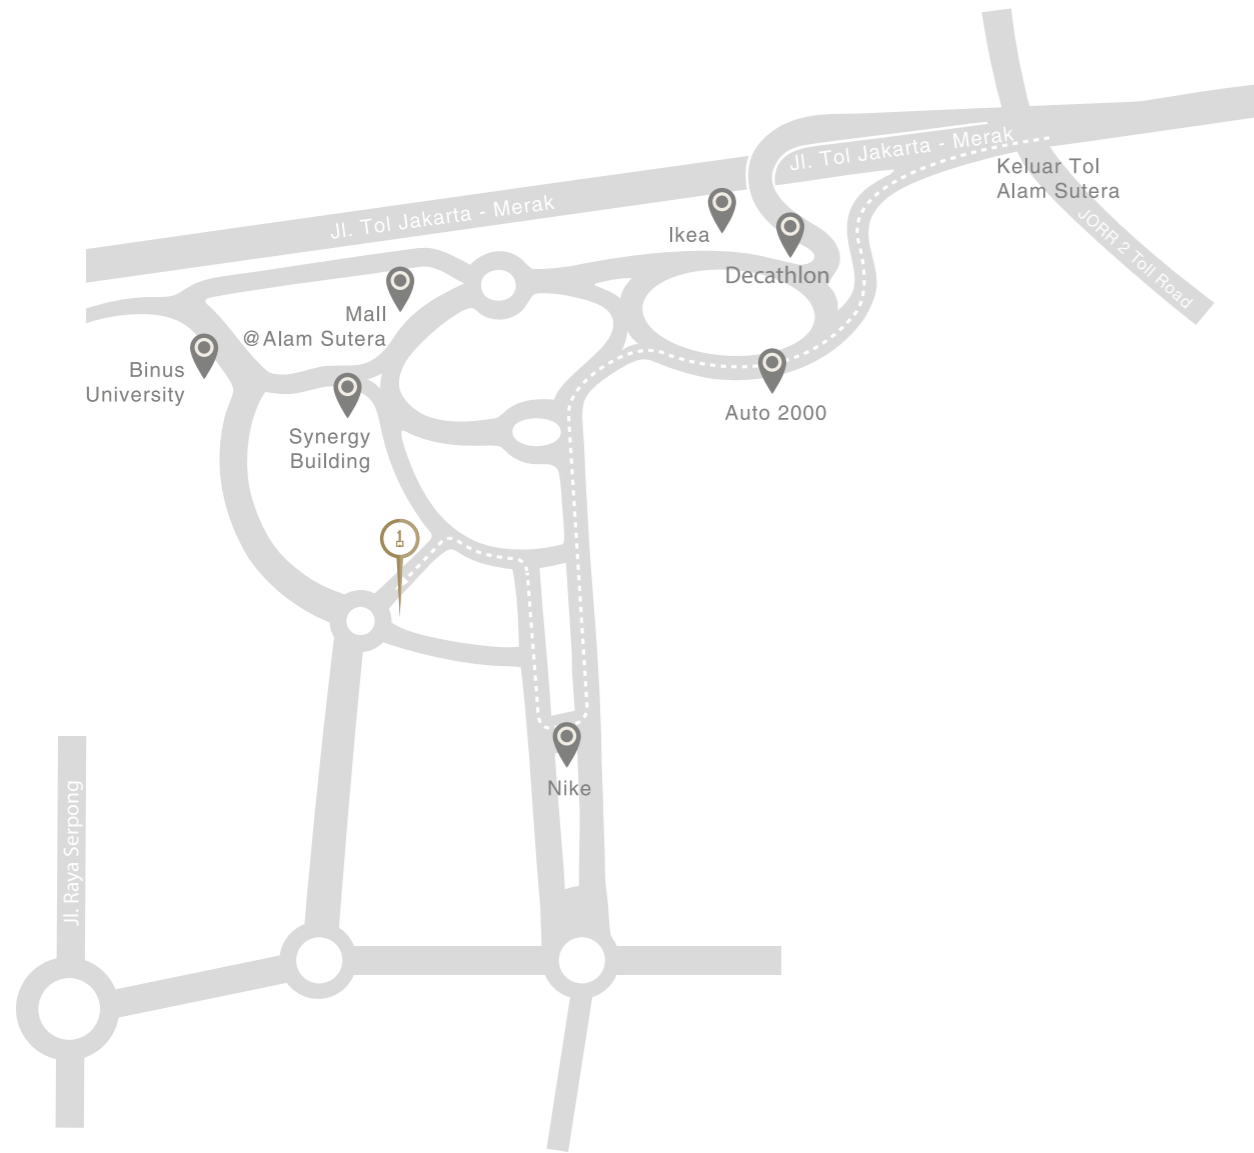 Jl. Tol Jakarta - Merak
Keluar Tol
Alam Sutera
Jl. Tol Jakarta - Merak
JORR 2 Toll Road
Ikea
Decathlon
Mall
@Alam Sutera
Binus
University
Auto 2000
Synergy
Building
1
Nike
Jl. Raya Serpong